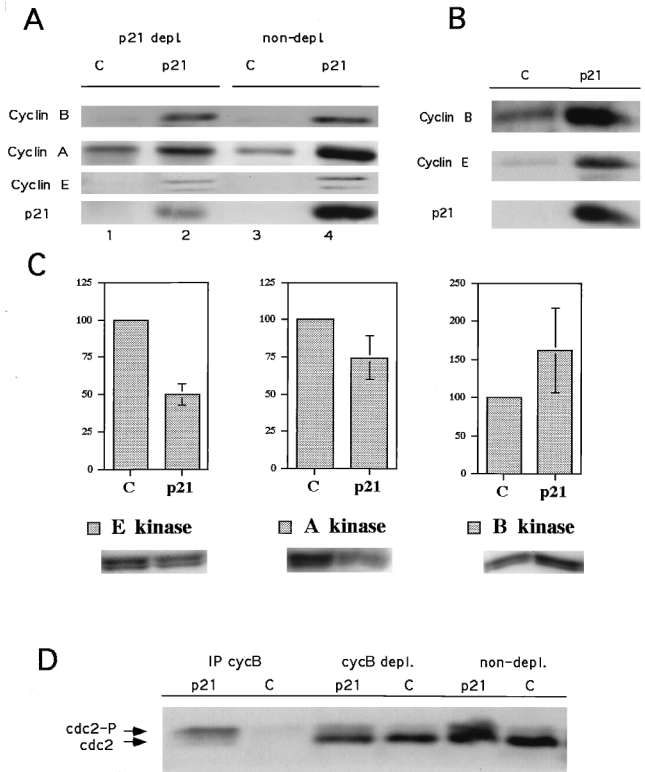 A
p21 depl. non-depl.
C p21 C p21
Cyclin B
Cyclin A
Cyclin E
p21
1 2 3 4
B
C p21
Cyclin B
Cyclin E
p21
C
125
100
75
50
25
0
C p21
E kinase
125
100
75
50
25
0
C p21
A kinase
250
200
150
100
50
0
C p21
B kinase
D
IP cycB cycB depl. non-depl.
p21 C p21 C p21 C
cdc2-P
cdc2